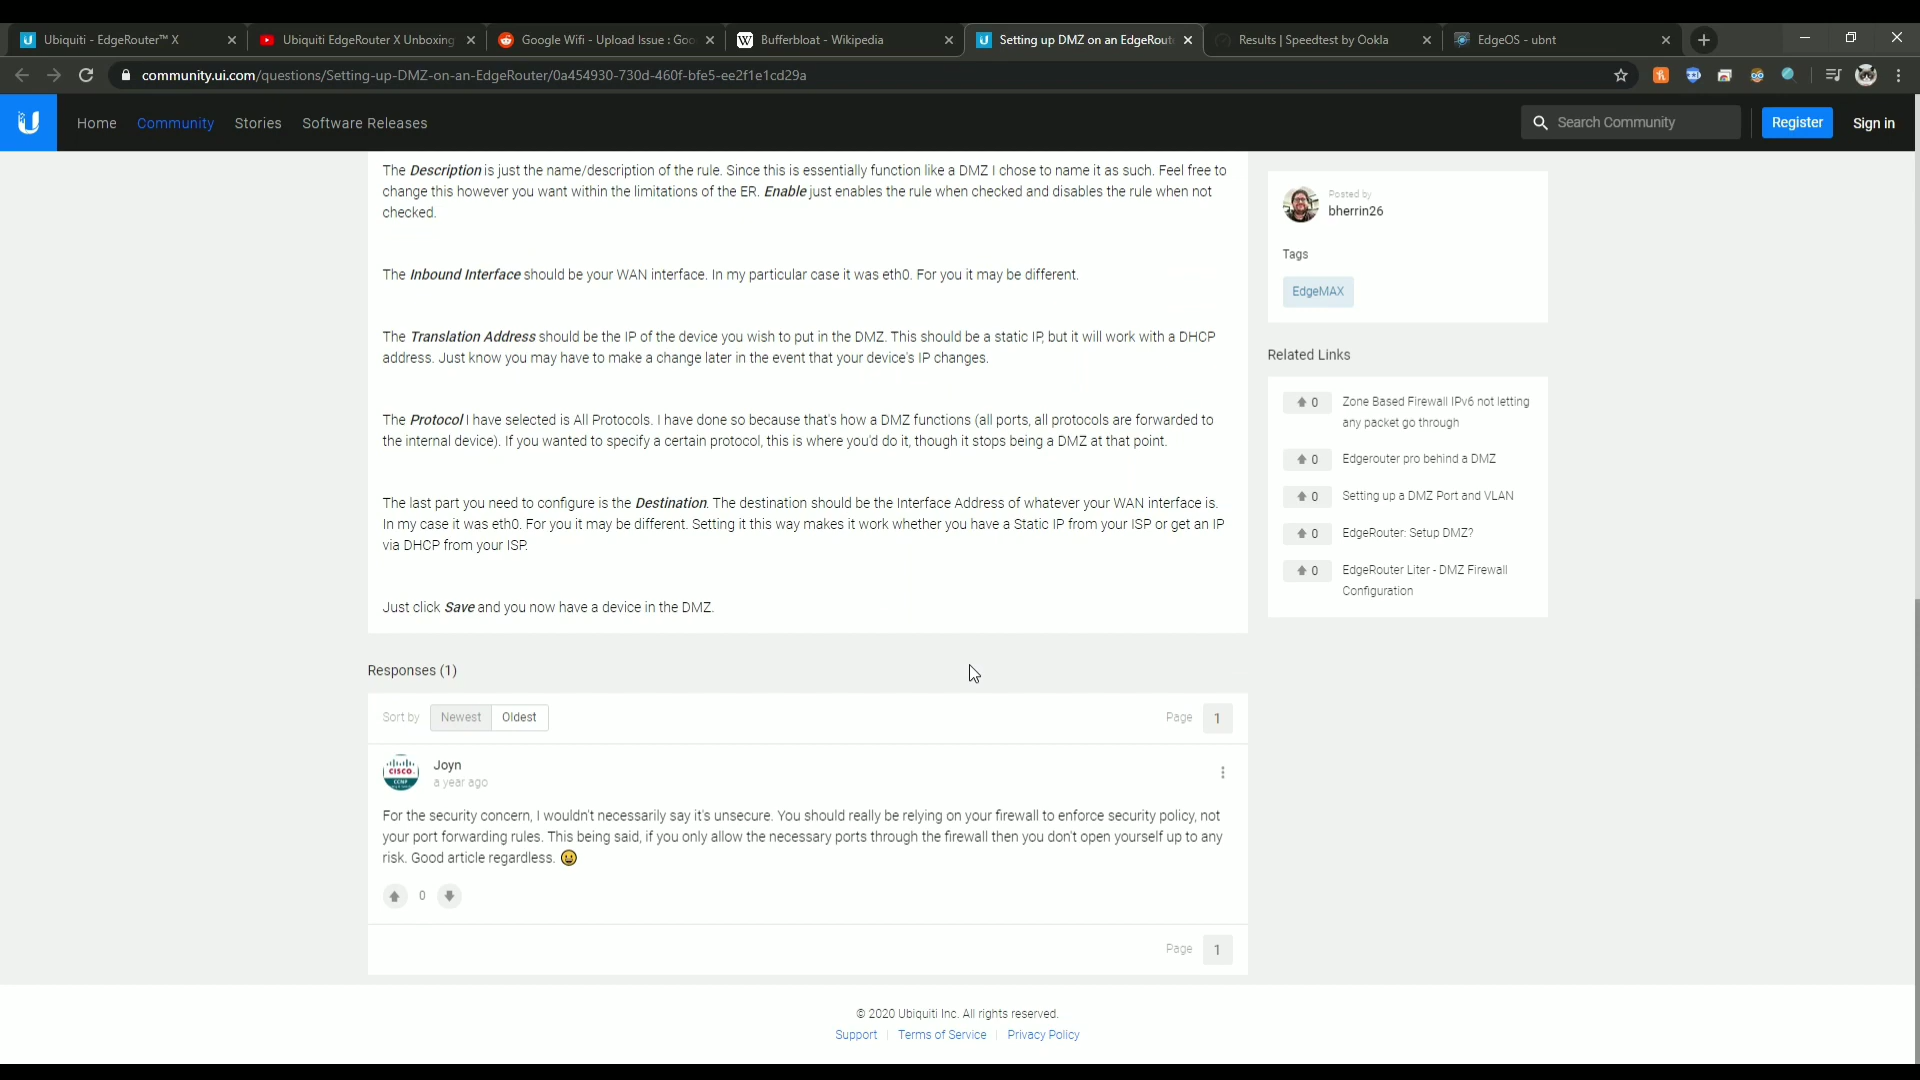 Ubiquiti - EdgeRouter™ X
Ubiquiti EdgeRouter X Unboxing
Google Wifi - Upload Issue : Goo
Bufferbloat - Wikipedia
Setting up DMZ on an EdgeRout
Results | Speedtest by Ookla
EdgeOS - ubnt
community.ui.com/questions/Setting-up-DMZ-on-an-EdgeRouter/0a454930-730d-460f-bfe5-ee2f1e1cd29a
Home
Community
Stories
Software Releases
Search Community
Register
Sign in
The Description is just the name/description of the rule. Since this is essentially function like a DMZ I chose to name it as such. Feel free to
change this however you want within the limitations of the ER. Enable just enables the rule when checked and disables the rule when not
checked.
The Inbound Interface should be your WAN interface. In my particular case it was eth0. For you it may be different.
The Translation Address should be the IP of the device you wish to put in the DMZ. This should be a static IP, but it will work with a DHCP
address. Just know you may have to make a change later in the event that your device's IP changes.
The Protocol I have selected is All Protocols. I have done so because that's how a DMZ functions (all ports, all protocols are forwarded to
the internal device). If you wanted to specify a certain protocol, this is where you'd do it, though it stops being a DMZ at that point.
The last part you need to configure is the Destination. The destination should be the Interface Address of whatever your WAN interface is.
In my case it was eth0. For you it may be different. Setting it this way makes it work whether you have a Static IP from your ISP or get an IP
via DHCP from your ISP.
Just click Save and you now have a device in the DMZ.
Posted by
bherrin26
Tags
EdgeMAX
Related Links
0 Zone Based Firewall IPv6 not letting
any packet go through
0 Edgerouter pro behind a DMZ
0 Setting up a DMZ Port and VLAN
0 EdgeRouter: Setup DMZ?
0 EdgeRouter Liter - DMZ Firewall
Configuration
Responses (1)
Sort by Newest Oldest
Page 1
CISCO
CCNP
Joyn
a year ago
For the security concern, I wouldn't necessarily say it's unsecure. You should really be relying on your firewall to enforce security policy, not
your port forwarding rules. This being said, if you only allow the necessary ports through the firewall then you don't open yourself up to any
risk. Good article regardless. 😀
0
Page 1
© 2020 Ubiquiti Inc. All rights reserved.
Support
Terms of Service
Privacy Policy